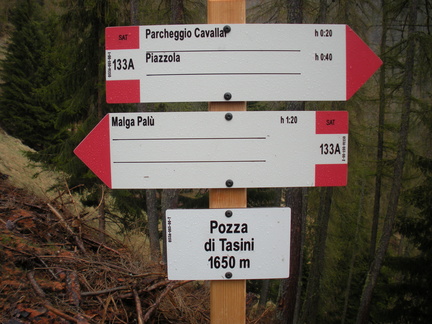 SAT
133A
Parcheggio Cavallar h 0:20
Piazzola h 0:40
Malga Palù h 1:20
SAT
133A
Pozza
di Tasini
1650 m